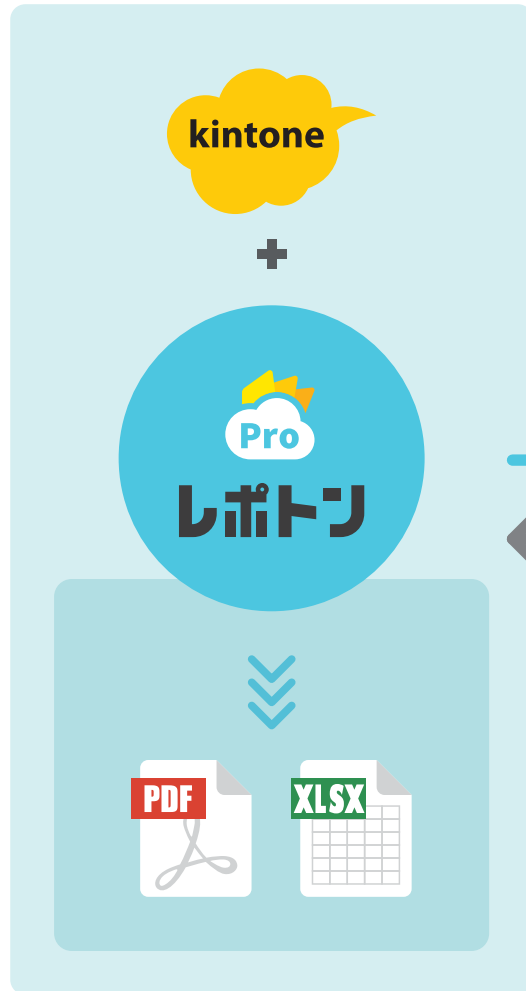 kintone
+
Pro
レポトン
PDF
XLSX